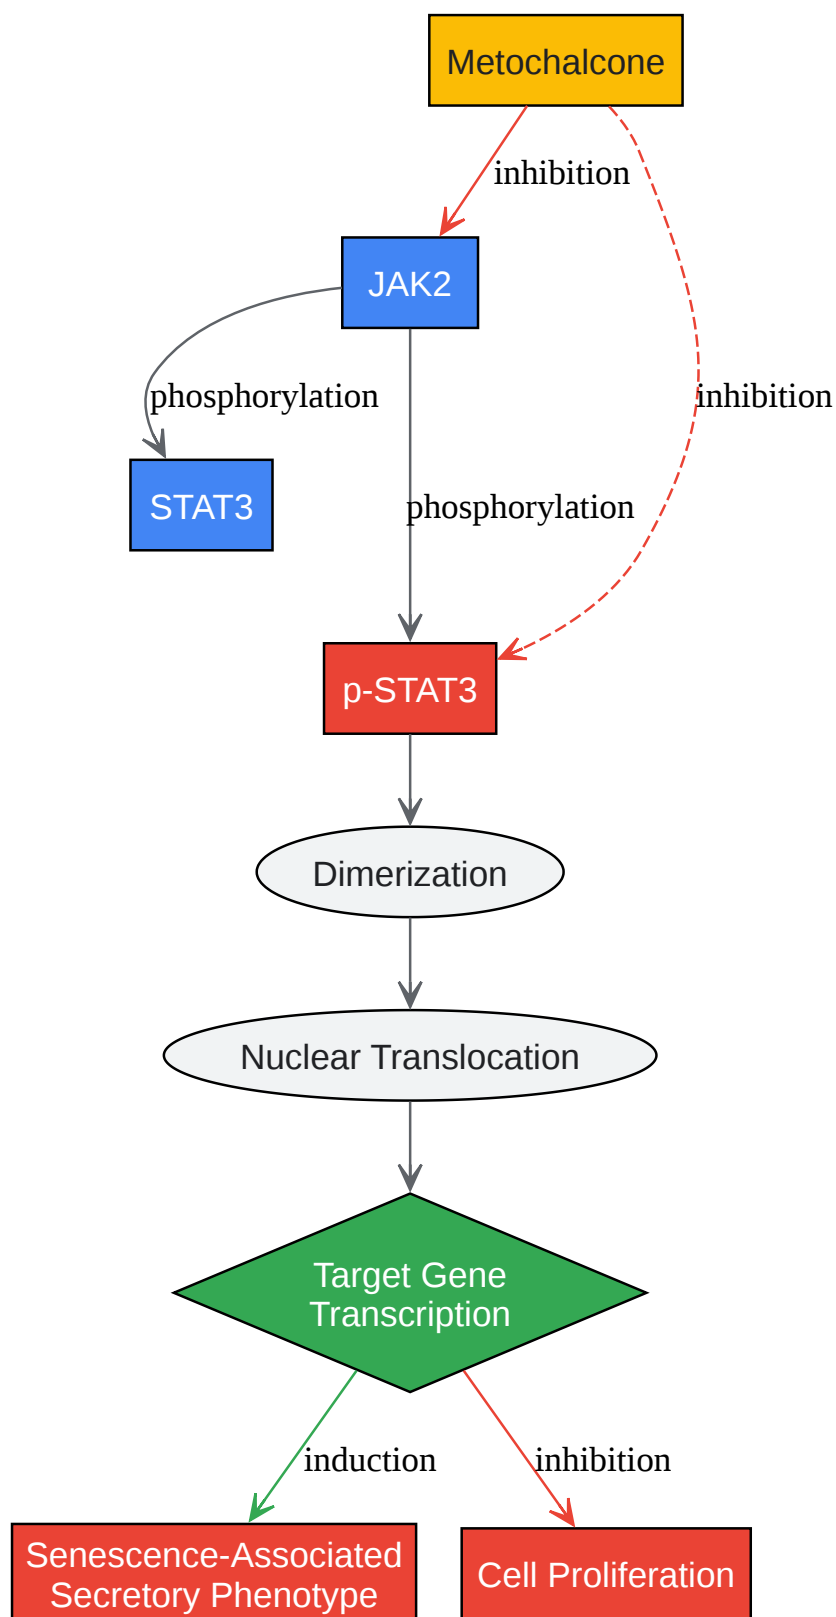 Metochalcone
inhibition
JAK2
phosphorylation
inhibition
STAT3
phosphorylation
p-STAT3
Dimerization
Nuclear Translocation
Target Gene
Transcription
induction
inhibition
Senescence-Associated
Secretory Phenotype
Cell Proliferation